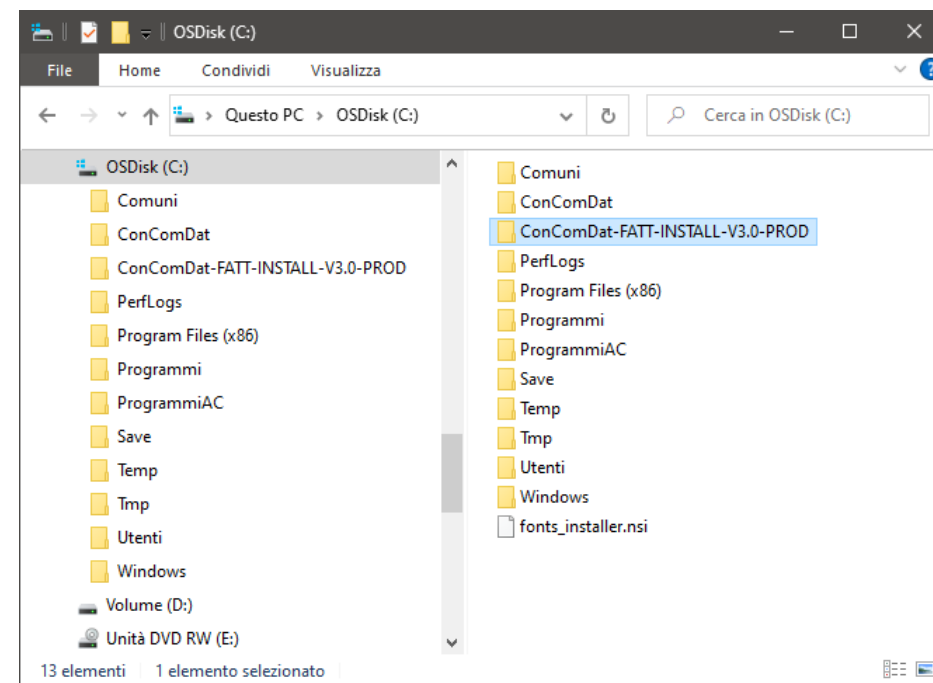 OSDisk (C:)
File Home Condividi Visualizza
Questo PC > OSDisk (C:) Cerca in OSDisk (C:)
OSDisk (C:)
Comuni
ConComDat
ConComDat-FATT-INSTALL-V3.0-PROD
PerfLogs
Program Files (x86)
Programmi
ProgrammiAC
Save
Temp
Tmp
Utenti
Windows
Volume (D:)
Unità DVD RW (E:)
Comuni
ConComDat
ConComDat-FATT-INSTALL-V3.0-PROD
PerfLogs
Program Files (x86)
Programmi
ProgrammiAC
Save
Temp
Tmp
Utenti
Windows
fonts_installer.nsi
13 elementi 1 elemento selezionato